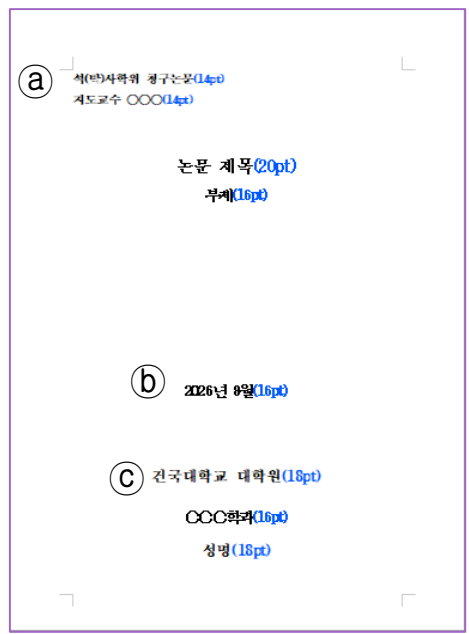 ⓐ 석(박)사학위 청구논문(14pt)
지도교수 ○○○(14pt)
논문 제목(20pt)
부제(16pt)
ⓑ 2026년 8월(16pt)
ⓒ 건국대학교 대학원(18pt)
○○○학과(16pt)
성명(18pt)